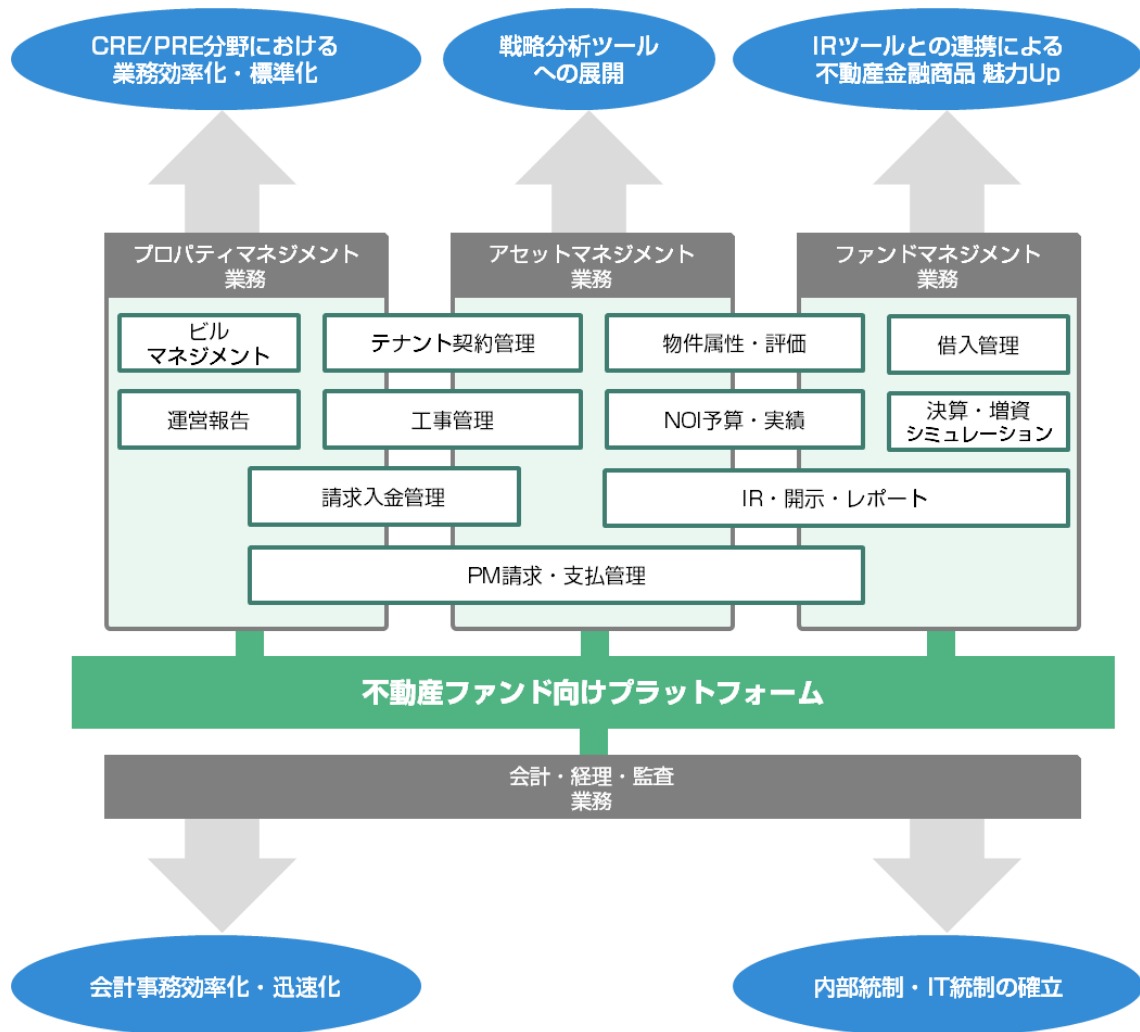 CRE/PRE分野における
業務効率化・標準化
戦略分析ツール
への展開
IRツールとの連携による
不動産金融商品 魅力Up
プロパティマネジメント
業務
アセットマネジメント
業務
ファンドマネジメント
業務
ビル
マネジメント
テナント契約管理
物件属性・評価
借入管理
運営報告
工事管理
NOI予算・実績
決算・増資
シミュレーション
請求入金管理
IR・開示・レポート
PM請求・支払管理
不動産ファンド向けプラットフォーム
会計・経理・監査
業務
会計事務効率化・迅速化
内部統制・IT統制の確立